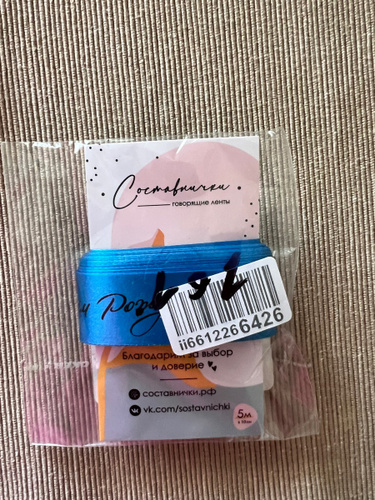 Составнички
говорящие ленты
ii6612266426
Благодарим за выбор
и доверие
составнички.рф
vk.com/sostavnichki
5м